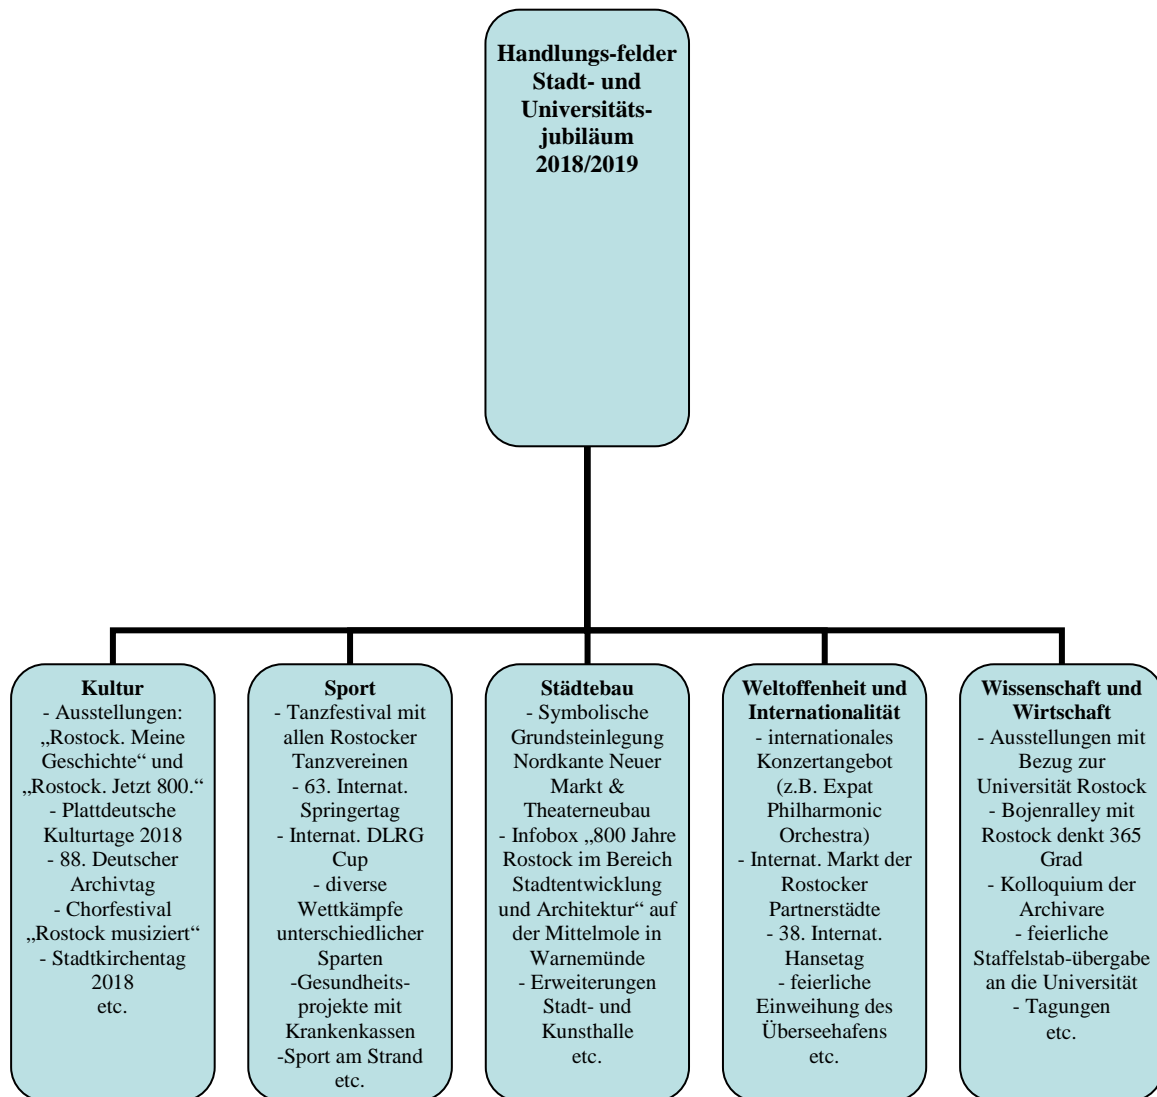 Handlungs-felder
Stadt- und
Universitäts-
jubiläum
2018/2019
Kultur
- Ausstellungen:
„Rostock. Meine
Geschichte“ und
„Rostock. Jetzt 800.“
- Plattdeutsche
Kulturtage 2018
- 88. Deutscher
Archivtag
- Chorfestival
„Rostock musiziert“
- Stadtkirchentag
2018
etc.
Sport
- Tanzfestival mit
allen Rostocker
Tanzvereinen
- 63. Internat.
Springertag
- Internat. DLRG
Cup
- diverse
Wettkämpfe
unterschiedlicher
Sparten
-Gesundheits-
projekte mit
Krankenkassen
-Sport am Strand
etc.
Städtebau
- Symbolische
Grundsteinlegung
Nordkante Neuer
Markt &
Theaterneubau
- Infobox „800 Jahre
Rostock im Bereich
Stadtentwicklung
und Architektur“ auf
der Mittelmole in
Warnemünde
- Erweiterungen
Stadt- und
Kunsthalle
etc.
Weltoffenheit und
Internationalität
- internationales
Konzertangebot
(z.B. Expat
Philharmonic
Orchestra)
- Internat. Markt der
Rostocker
Partnerstädte
- 38. Internat.
Hansetag
- feierliche
Einweihung des
Überseehafens
etc.
Wissenschaft und
Wirtschaft
- Ausstellungen mit
Bezug zur
Universität Rostock
- Bojenralley mit
Rostock denkt 365
Grad
- Kolloquium der
Archivare
- feierliche
Staffelstab-übergabe
an die Universität
- Tagungen
etc.